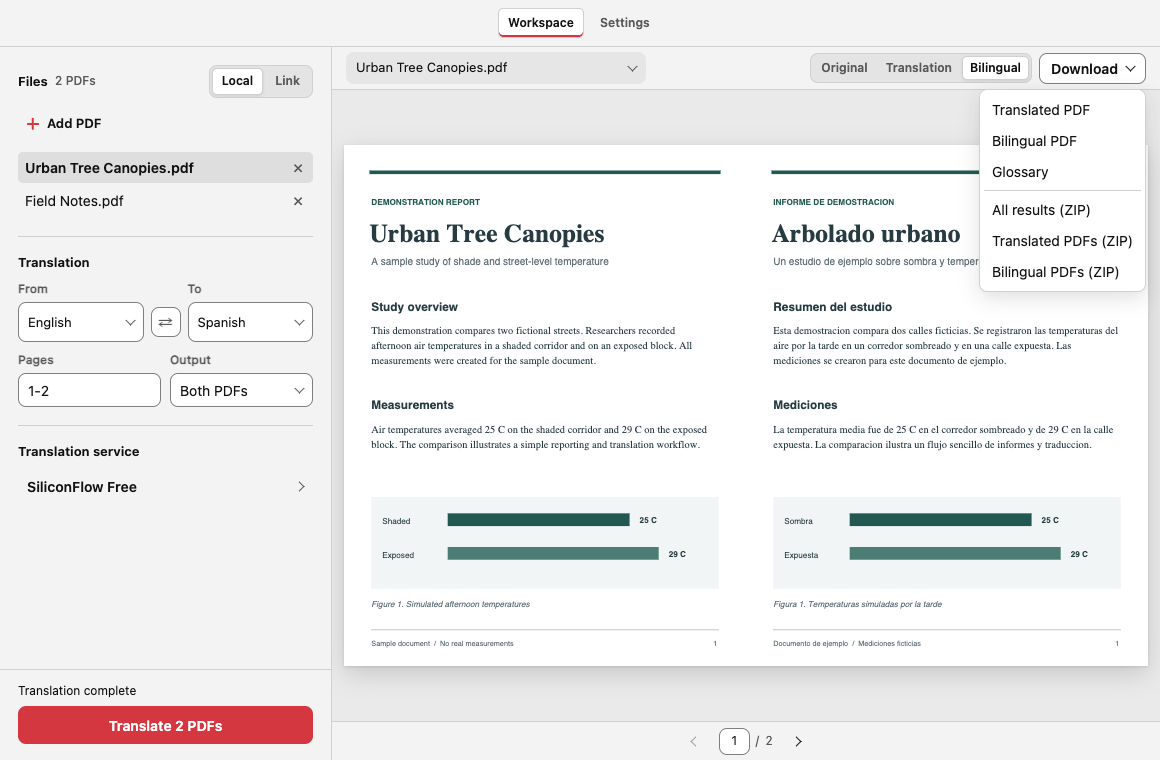 Workspace
Settings
Files 2 PDFs
Local
Link
Add PDF
Urban Tree Canopies.pdf
Field Notes.pdf
Translation
From
To
English
Spanish
Pages
Output
1-2
Both PDFs
Translation service
SiliconFlow Free
Translation complete
Translate 2 PDFs
Urban Tree Canopies.pdf
Original
Translation
Bilingual
Download
Translated PDF
Bilingual PDF
Glossary
All results (ZIP)
Translated PDFs (ZIP)
Bilingual PDFs (ZIP)
DEMONSTRATION REPORT
Urban Tree Canopies
A sample study of shade and street-level temperature
Study overview
This demonstration compares two fictional streets. Researchers recorded
afternoon air temperatures in a shaded corridor and on an exposed block. All
measurements were created for the sample document.
Measurements
Air temperatures averaged 25 C on the shaded corridor and 29 C on the exposed
block. The comparison illustrates a simple reporting and translation workflow.
Shaded
25 C
Exposed
29 C
Figure 1. Simulated afternoon temperatures
Sample document / No real measurements
1
INFORME DE DEMOSTRACION
Arbolado urbano
Un estudio de ejemplo sobre sombra y temper
Resumen del estudio
Esta demostracion compara dos calles ficticias. Se registraron las temperaturas del
aire por la tarde en un corredor sombreado y en una calle expuesta. Las
mediciones se crearon para este documento de ejemplo.
Mediciones
La temperatura media fue de 25 C en el corredor sombreado y de 29 C en la calle
expuesta. La comparacion ilustra un flujo sencillo de informes y traduccion.
Sombra
25 C
Expuesta
29 C
Figura 1. Temperaturas simuladas por la tarde
Documento de ejemplo / Mediciones ficticias
1
1 / 2